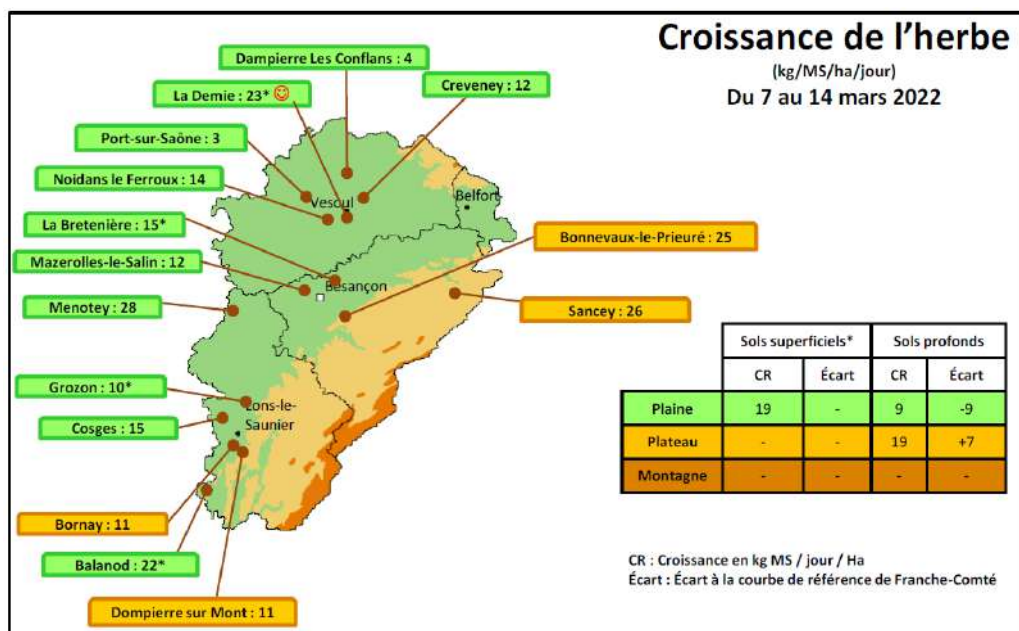 Croissance de l'herbe
(kg/MS/ha/jour)
Du 7 au 14 mars 2022
Dampierre Les Conflans : 4
Creveney : 12
La Demie : 23*
Port-sur-Saône : 3
Noidans le Ferroux : 14
Vesoul
Belfort
La Bretenière : 15*
Bonnevaux-le-Prieuré : 25
Mazerolles-le-Salin : 12
Besançon
Menotey : 28
Sancey : 26
Grozon : 10*
Lons-le-
Saunier
Cosges : 15
Bornay : 11
Balanod : 22*
Dompierre sur Mont : 11
Sols superficiels* Sols profonds
CR Écart CR Écart
Plaine 19 - 9 -9
Plateau - - 19 +7
Montagne - - - -
CR : Croissance en kg MS / jour / Ha
Écart : Écart à la courbe de référence de Franche-Comté